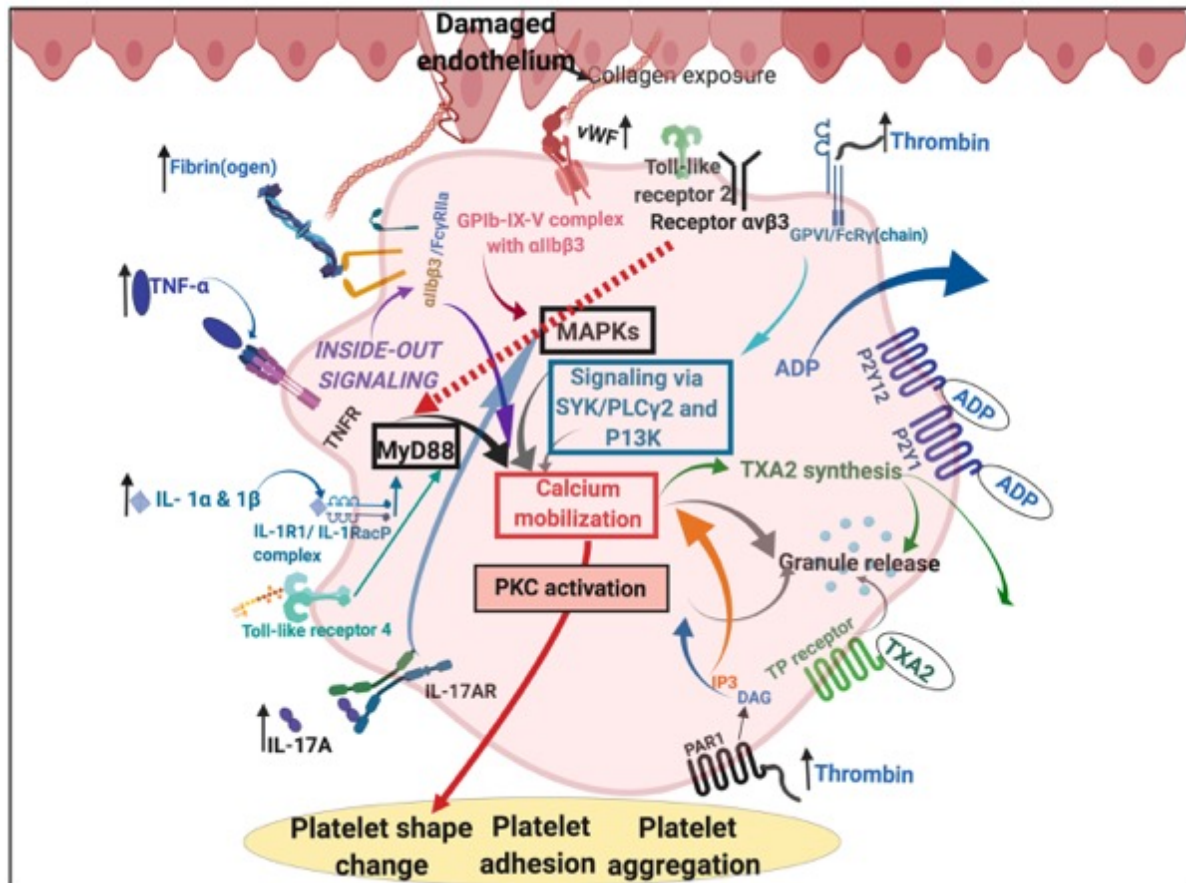 Damaged
endothelium
Collagen exposure
vWF
Thrombin
Fibrin(ogen]
Toll-like
receptor 2
Receptor αvβ3
αIIbβ3/FcγRIIa
GPIb-IX-V complex
with αIIbβ3
GPVI/FcRγ(chain)
TNF-α
MAPKs
INSIDE-OUT
SIGNALING
Signaling via
SYK/PLCγ2 and
P13K
ADP
P2Y12
ADP
P2Y1
ADP
TNFR
MyD88
TXA2 synthesis
IL- 1α & 1β
Calcium
mobilization
IL-1R1/ IL-1RacP
complex
Granule release
PKC activation
Toll-like receptor 4
TP receptor
TXA2
IL-17AR
IP3
DAG
IL-17A
PAR1
Thrombin
Platelet shape
change
Platelet
adhesion
Platelet
aggregation